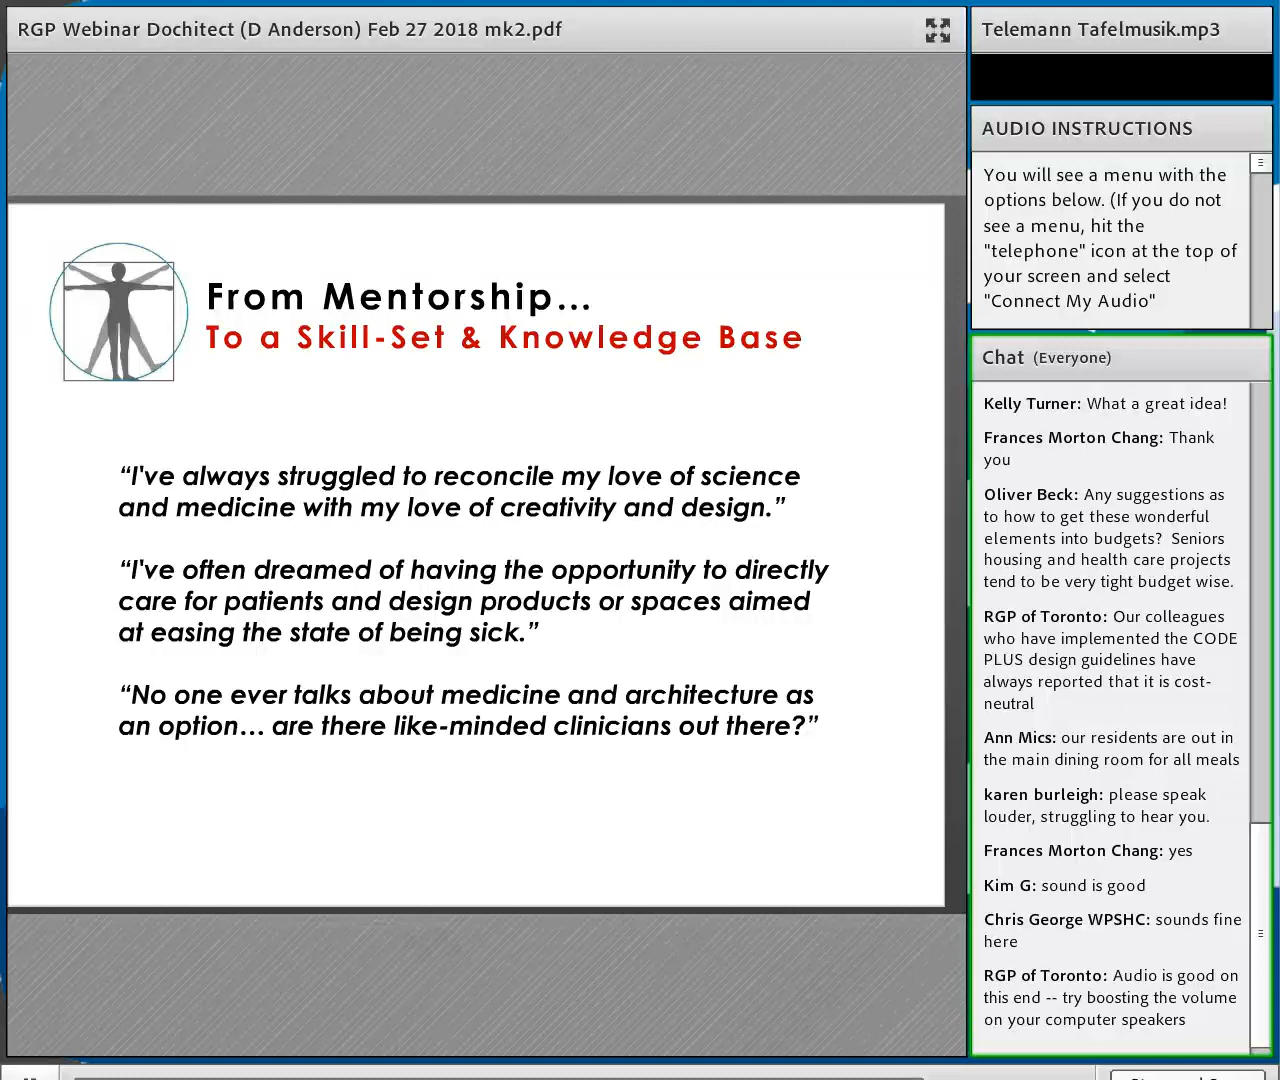 RGP Webinar Dochitect (D Anderson) Feb 27 2018 mk2.pdf
From Mentorship...
To a Skill-Set & Knowledge Base
“I've always struggled to reconcile my love of science
and medicine with my love of creativity and design.”
“I've often dreamed of having the opportunity to directly
care for patients and design products or spaces aimed
at easing the state of being sick.”
“No one ever talks about medicine and architecture as
an option... are there like-minded clinicians out there?”
Telemann Tafelmusik.mp3
AUDIO INSTRUCTIONS
You will see a menu with the
options below. (If you do not
see a menu, hit the
"telephone" icon at the top of
your screen and select
"Connect My Audio"
Chat (Everyone)
Kelly Turner: What a great idea!
Frances Morton Chang: Thank
you
Oliver Beck: Any suggestions as
to how to get these wonderful
elements into budgets?  Seniors
housing and health care projects
tend to be very tight budget wise.
RGP of Toronto: Our colleagues
who have implemented the CODE
PLUS design guidelines have
always reported that it is cost-
neutral
Ann Mics: our residents are out in
the main dining room for all meals
karen burleigh: please speak
louder, struggling to hear you.
Frances Morton Chang: yes
Kim G: sound is good
Chris George WPSHC: sounds fine
here
RGP of Toronto: Audio is good on
this end -- try boosting the volume
on your computer speakers